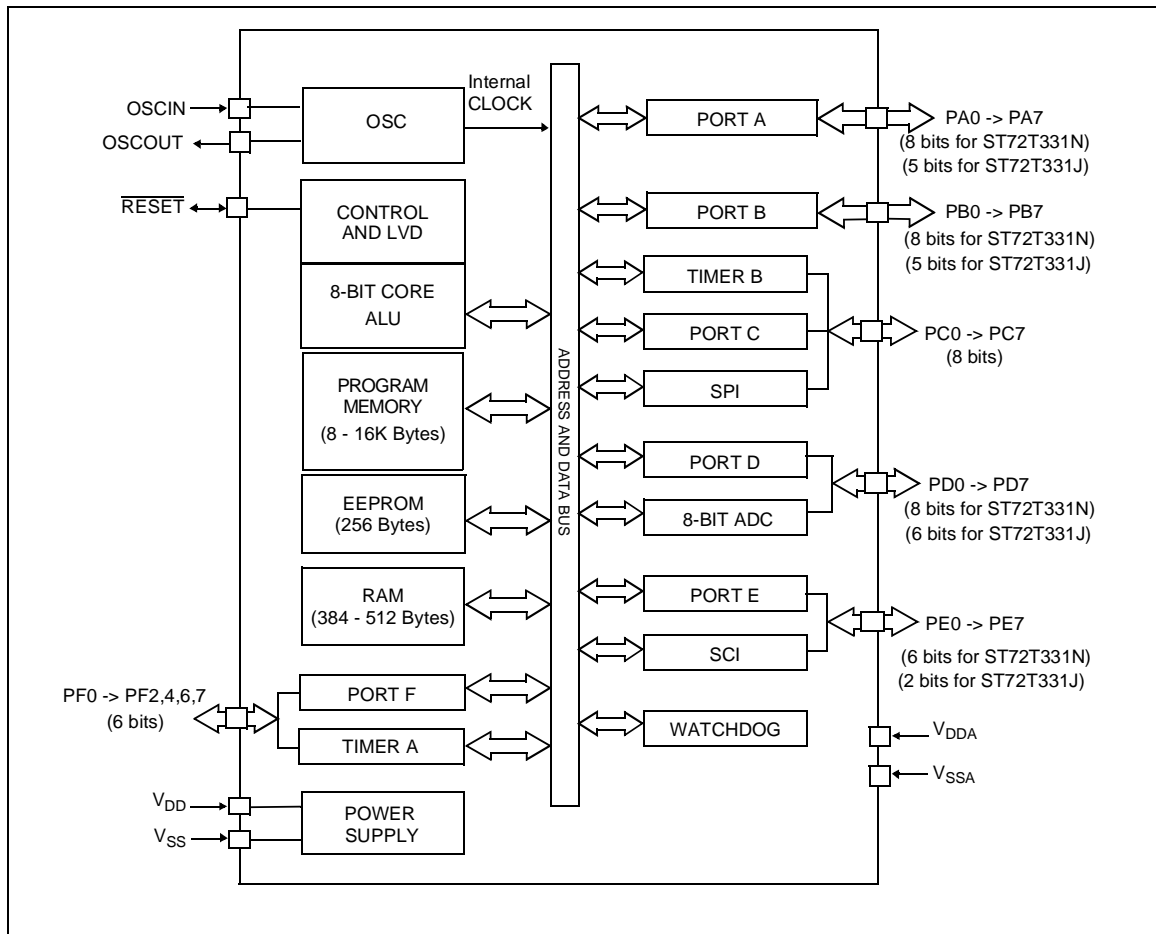 OSCIN
OSCOUT
RESET
OSC
Internal
CLOCK
CONTROL
AND LVD
8-BIT CORE
ALU
PROGRAM
MEMORY
(8 - 16K Bytes)
EEPROM
(256 Bytes)
RAM
(384 - 512 Bytes)
PORT F
TIMER A
PF0 -> PF2,4,6,7
(6 bits)
VDD
VSS
POWER
SUPPLY
ADDRESS AND DATA BUS
PORT A
PA0 -> PA7
(8 bits for ST72T331N)
(5 bits for ST72T331J)
PORT B
PB0 -> PB7
(8 bits for ST72T331N)
(5 bits for ST72T331J)
TIMER B
PORT C
SPI
PC0 -> PC7
(8 bits)
PORT D
8-BIT ADC
PD0 -> PD7
(8 bits for ST72T331N)
(6 bits for ST72T331J)
PORT E
SCI
PE0 -> PE7
(6 bits for ST72T331N)
(2 bits for ST72T331J)
WATCHDOG
VDDA
VSSA